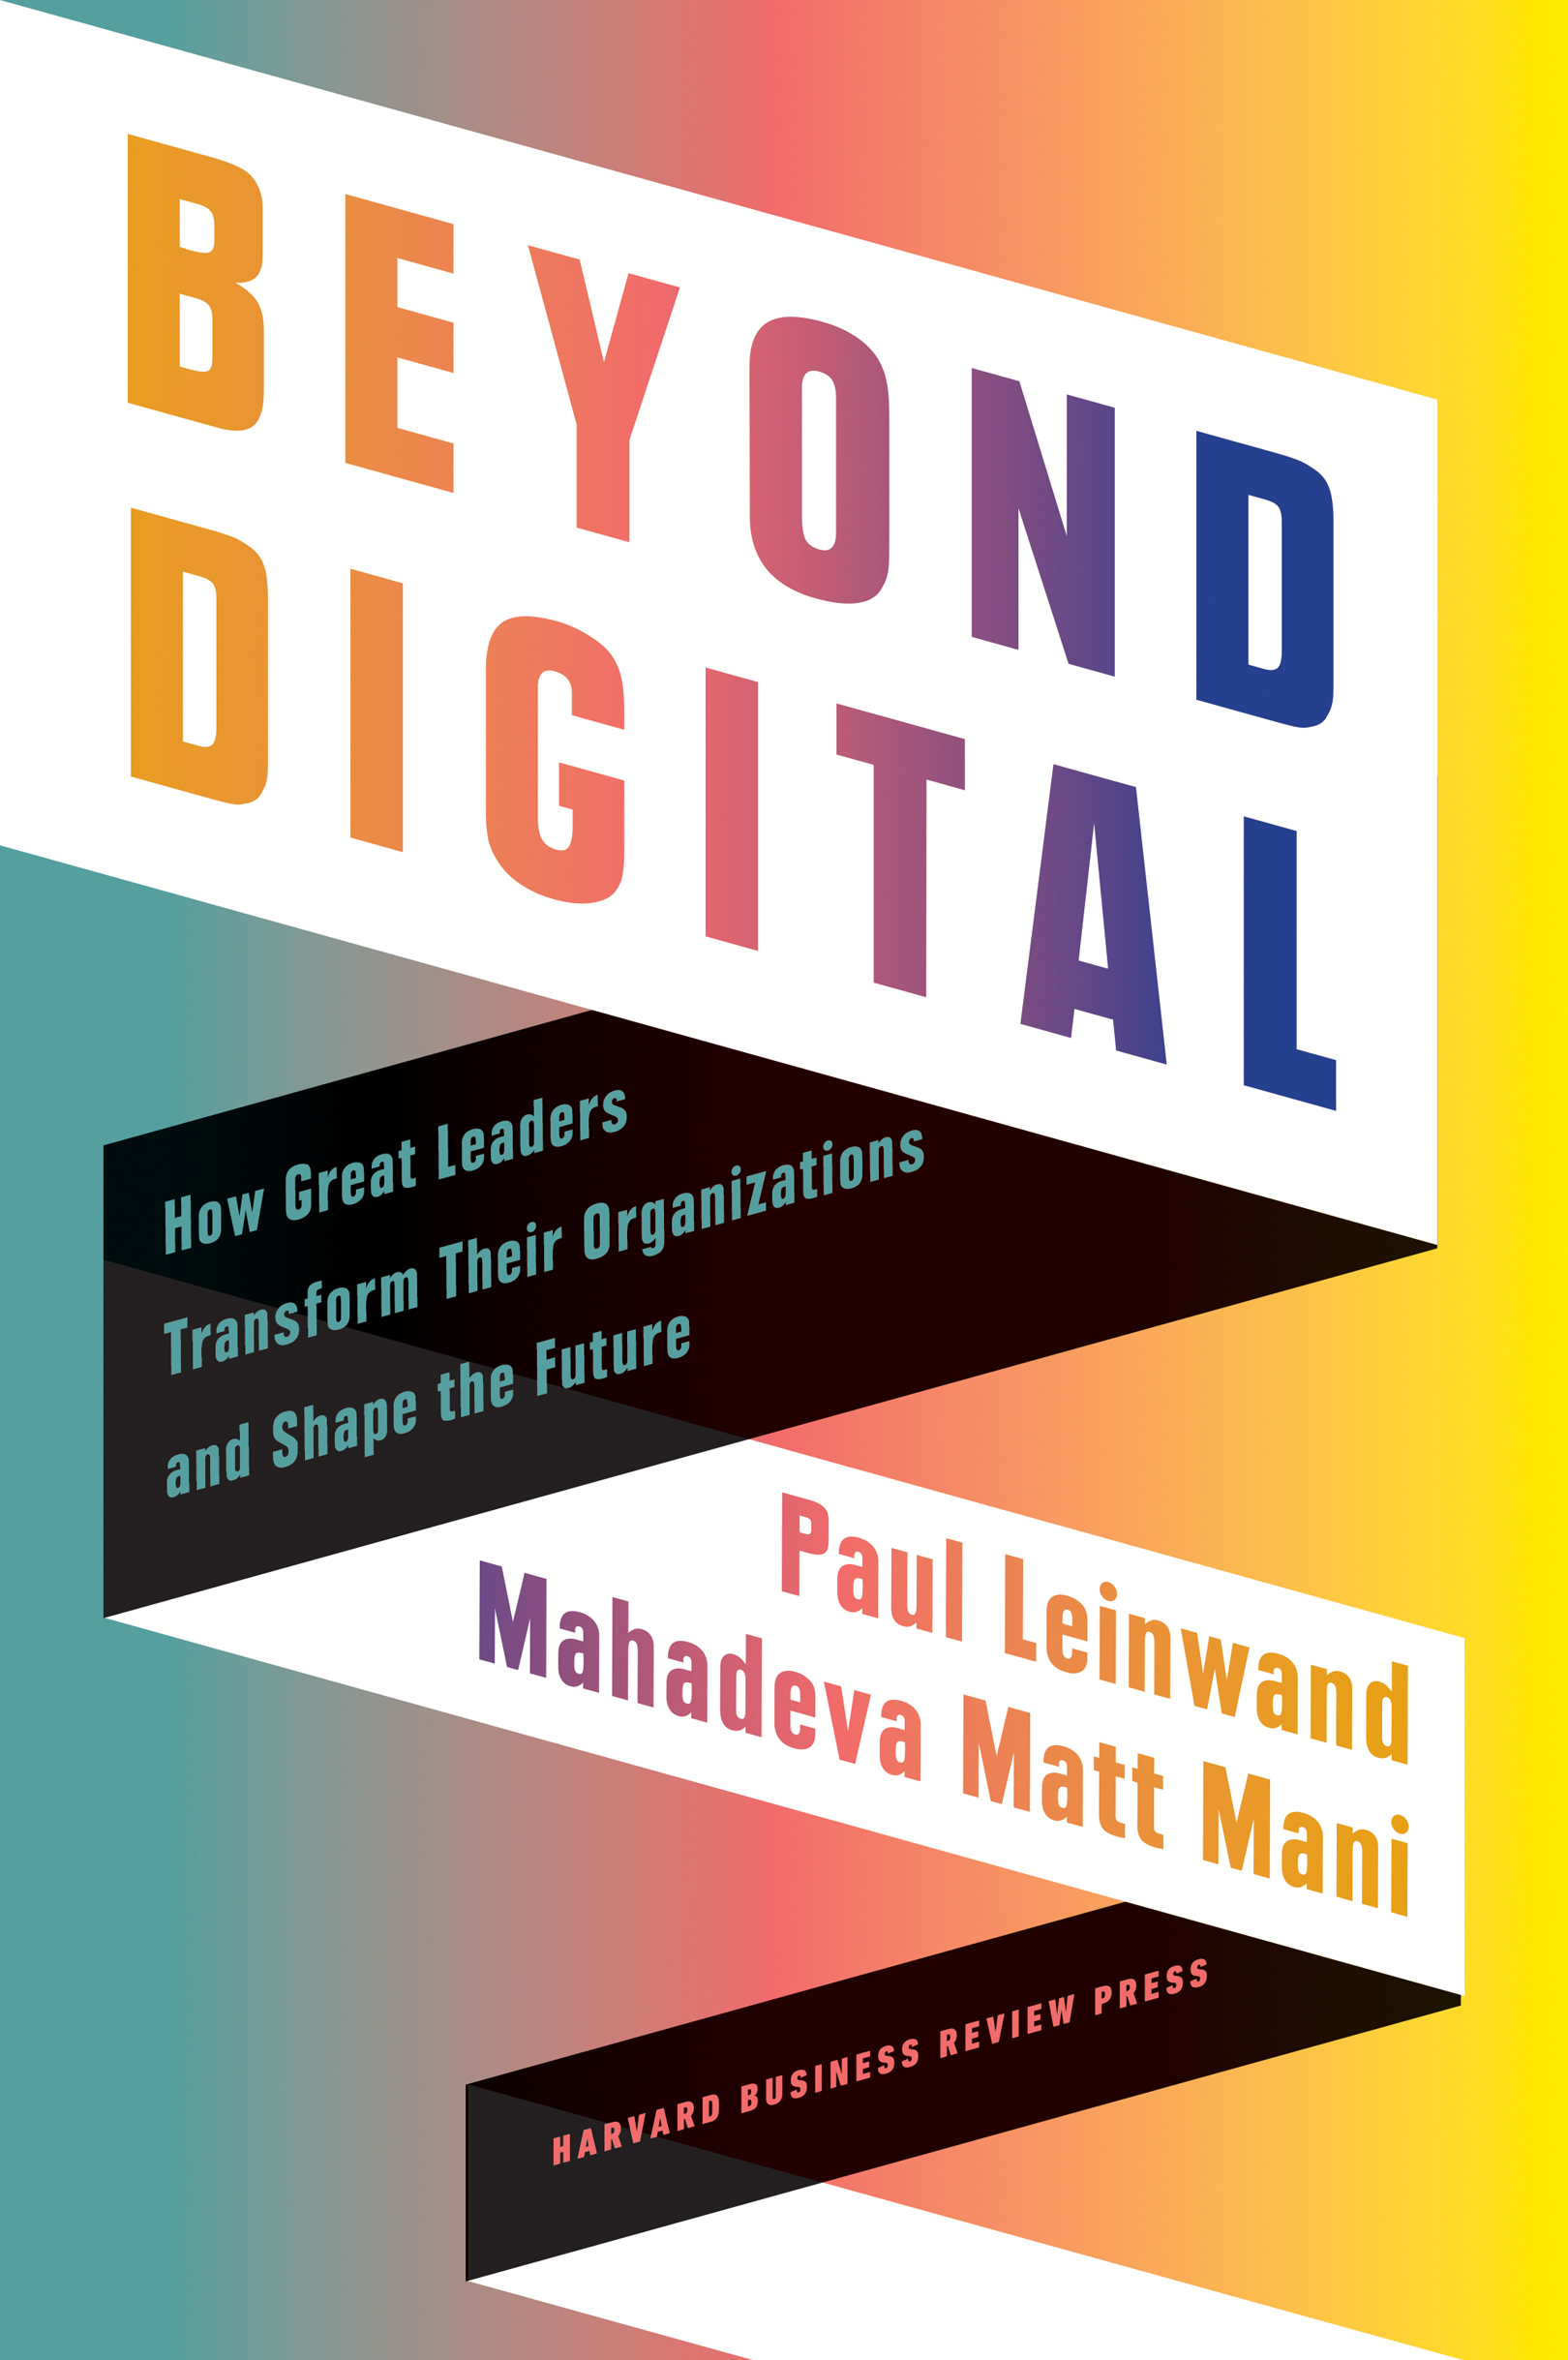 BEYOND
DIGITAL
How Great Leaders
Transform Their Organizations
and Shape the Future
Paul Leinwand
Mahadeva Matt Mani
HARVARD BUSINESS REVIEW PRESS